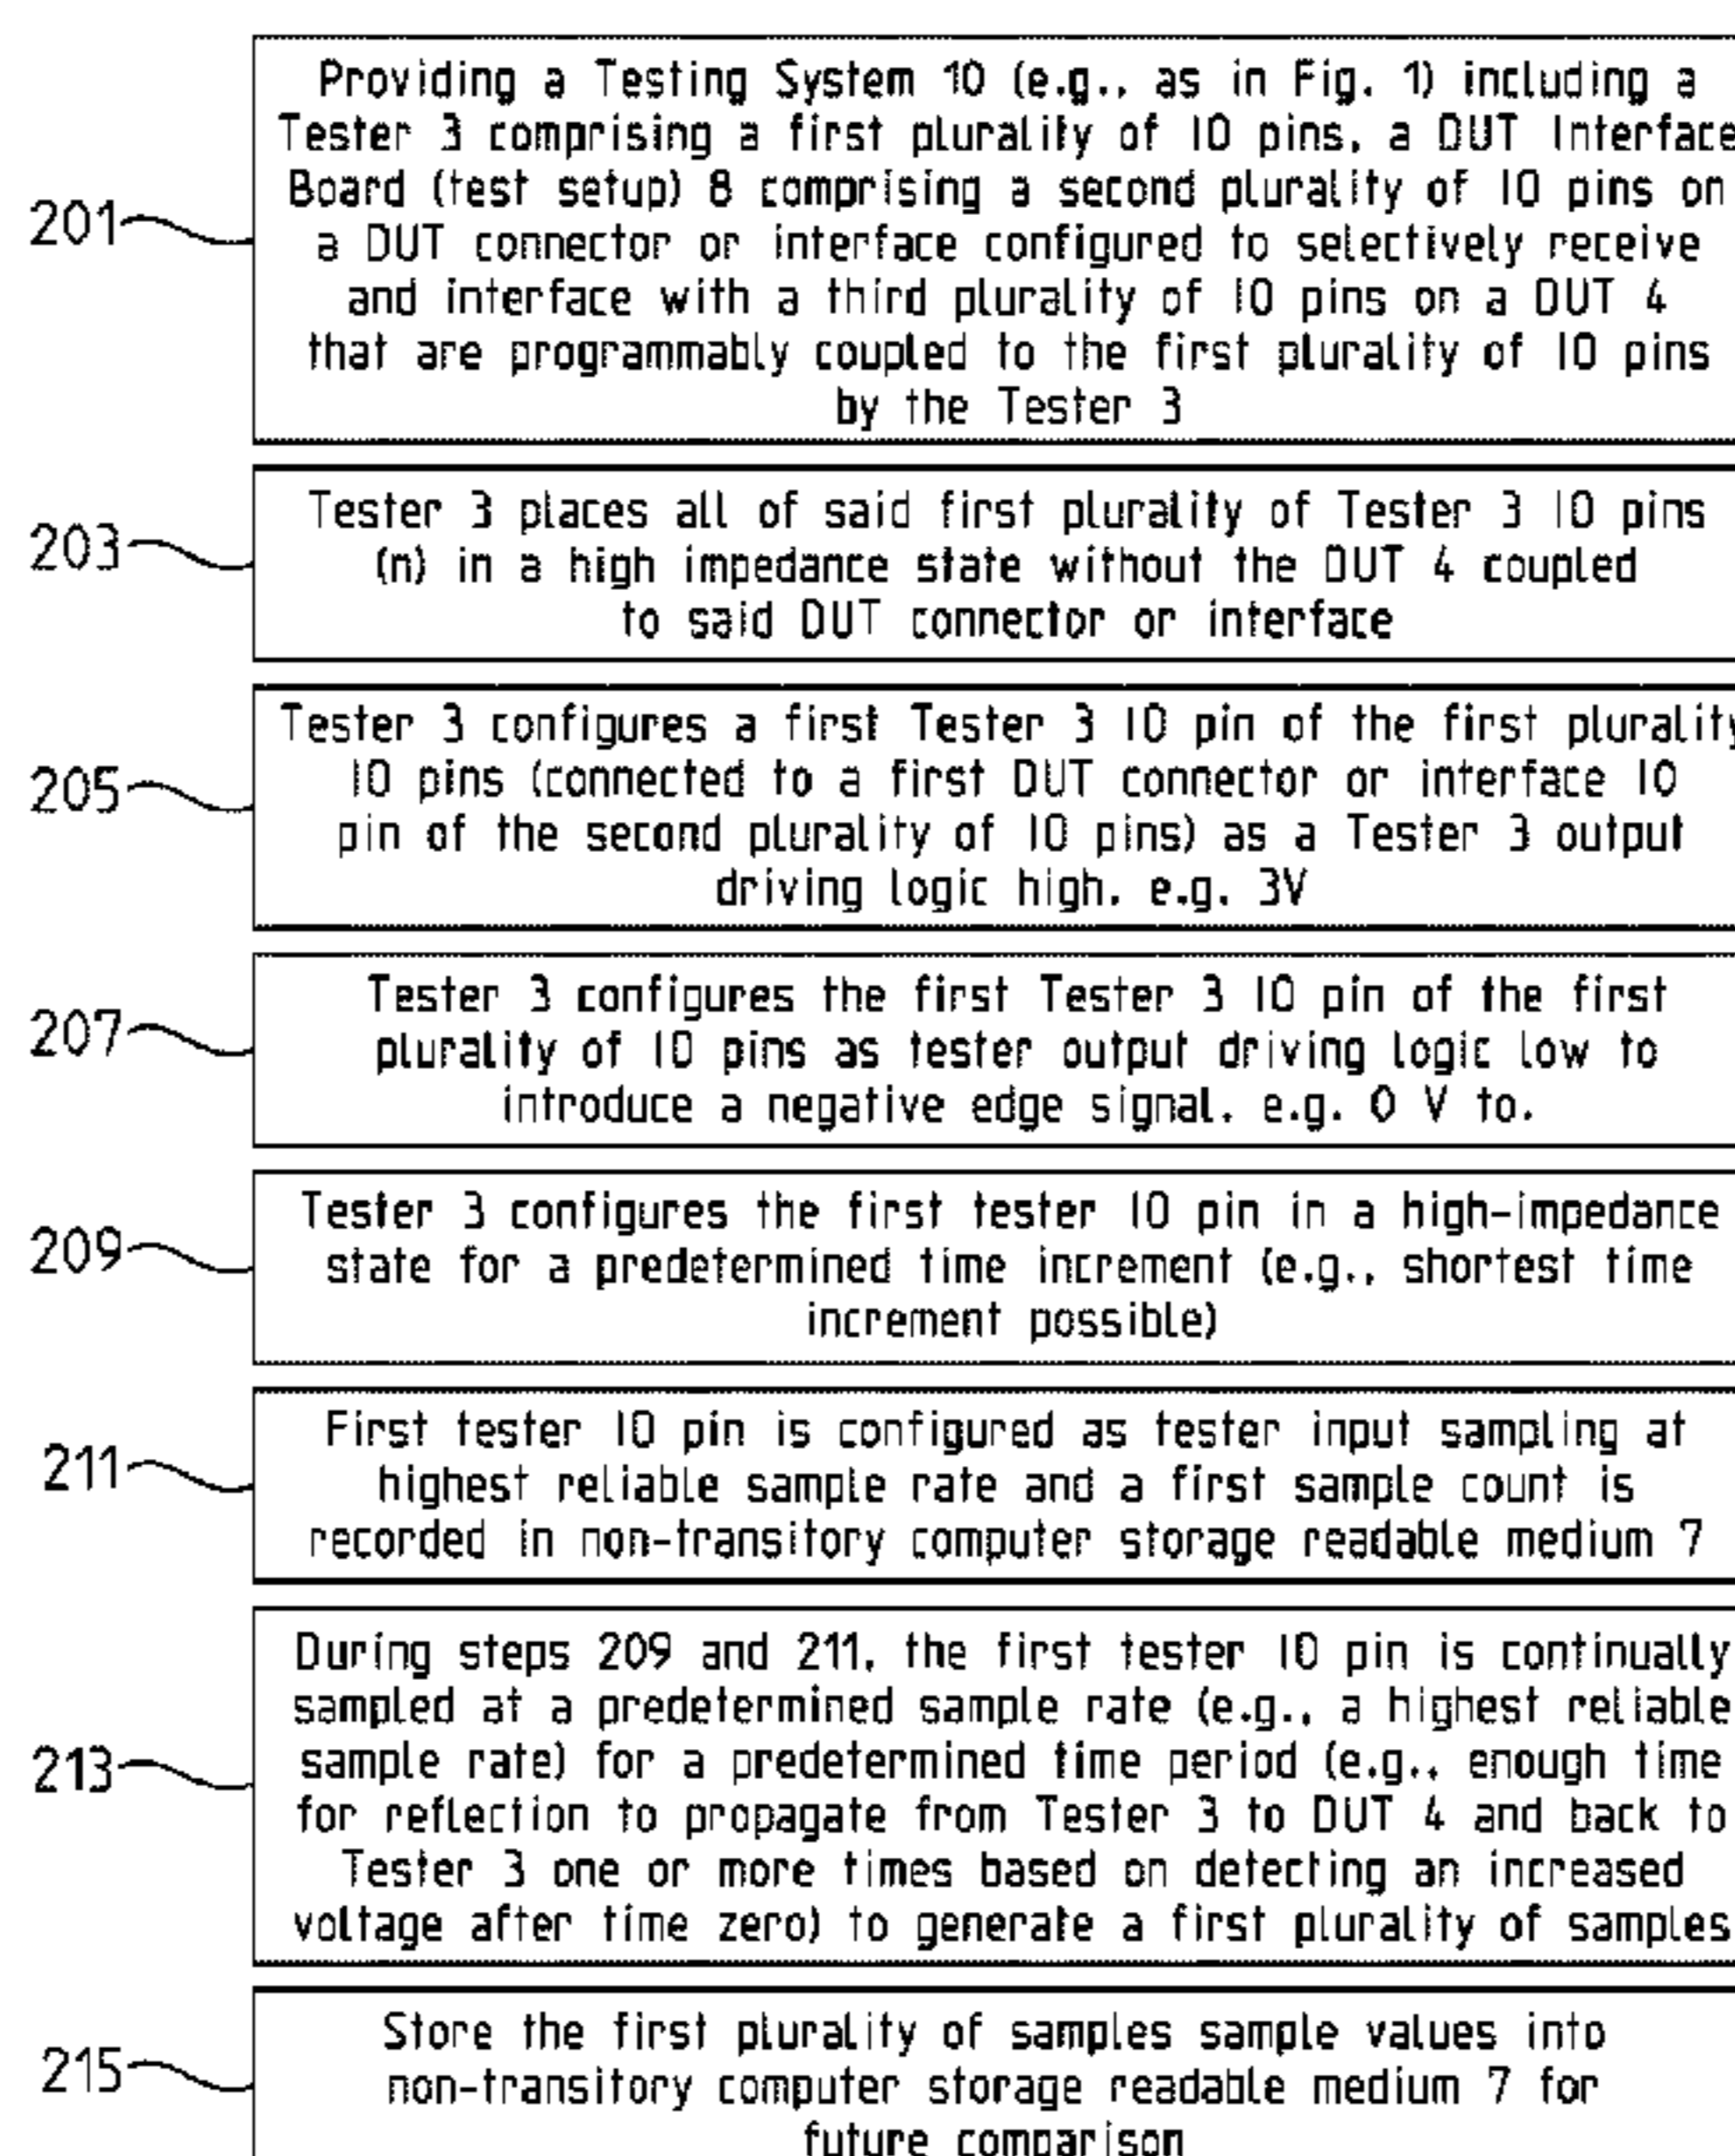 201
Providing a Testing System 10 (e.g., as in Fig. 1) including a
Tester 3 comprising a first plurality of IO pins, a DUT Interface
Board (test setup) 8 comprising a second plurality of IO pins on
a DUT connector or interface configured to selectively receive
and interface with a third plurality of IO pins on a DUT 4
that are programmably coupled to the first plurality of IO pins
by the Tester 3
203
Tester 3 places all of said first plurality of Tester 3 IO pins
(n) in a high impedance state without the DUT 4 coupled
to said DUT connector or interface
205
Tester 3 configures a first Tester 3 IO pin of the first plurality
IO pins (connected to a first DUT connector or interface IO
pin of the second plurality of IO pins) as a Tester 3 output
driving logic high, e.g. 3V
207
Tester 3 configures the first Tester 3 IO pin of the first
plurality of IO pins as tester output driving logic low to
introduce a negative edge signal, e.g. 0 V to.
209
Tester 3 configures the first tester IO pin in a high-impedance
state for a predetermined time increment (e.g., shortest time
increment possible)
211
First tester IO pin is configured as tester input sampling at
highest reliable sample rate and a first sample count is
recorded in non-transitory computer storage readable medium 7
213
During steps 209 and 211, the first tester IO pin is continually
sampled at a predetermined sample rate (e.g., a highest reliable
sample rate) for a predetermined time period (e.g., enough time
for reflection to propagate from Tester 3 to DUT 4 and back to
Tester 3 one or more times based on detecting an increased
voltage after time zero) to generate a first plurality of samples
215
Store the first plurality of samples sample values into
non-transitory computer storage readable medium 7 for
future comparison